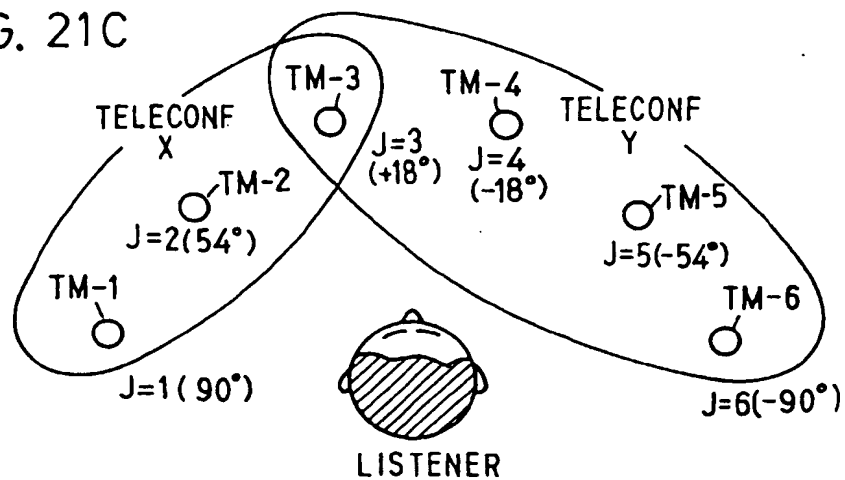 G. 21C
TM-3
TM-4
TELECONF
X
TELECONF
Y
J=3
(+18°)
J=4
(-18°)
TM-2
J=2(54°)
TM-5
J=5(-54°)
TM-1
TM-6
J=1(90°)
J=6(-90°)
LISTENER